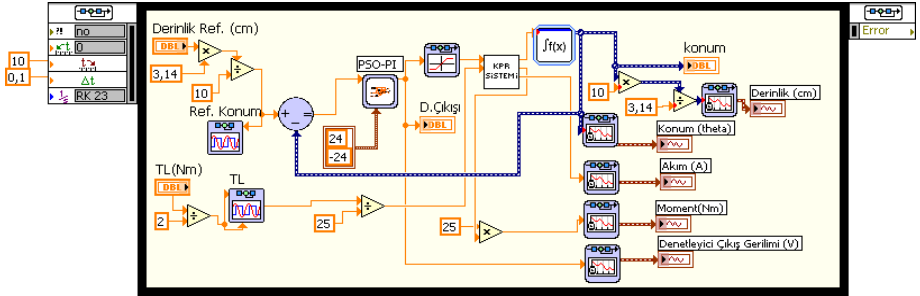 ?! no
0
10
0,1
Δt
RK 23
Derinlik Ref. (cm)
DBL
3,14
10
Ref. Konum
TL(Nm)
DBL
2
TL
PSO-PI
24
-24
D.Çıkışı
DBL
25
25
KPR
SİSTEMİ
∫f(x)
konum
DBL
10
3,14
Derinlik (cm)
Konum (theta)
Akım (A)
Moment(Nm)
Denetleyici Çıkış Gerilimi (V)
Error